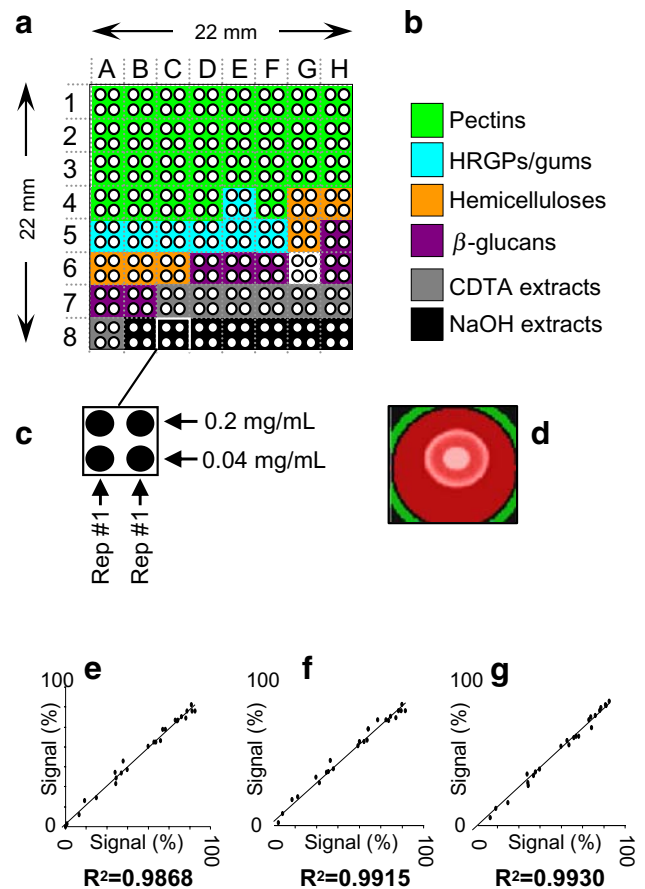 a
22 mm
b
A B C D E F G H
22 mm
1
2
3
4
5
6
7
8
Pectins
HRGPs/gums
Hemicelluloses
β-glucans
CDTA extracts
NaOH extracts
c
0.2 mg/mL
0.04 mg/mL
Rep #1
Rep #1
d
e
100
Signal (%)
0
0 Signal (%) 100
R²=0.9868
f
100
Signal (%)
0
0 Signal (%) 100
R²=0.9915
g
100
Signal (%)
0
0 Signal (%) 100
R²=0.9930